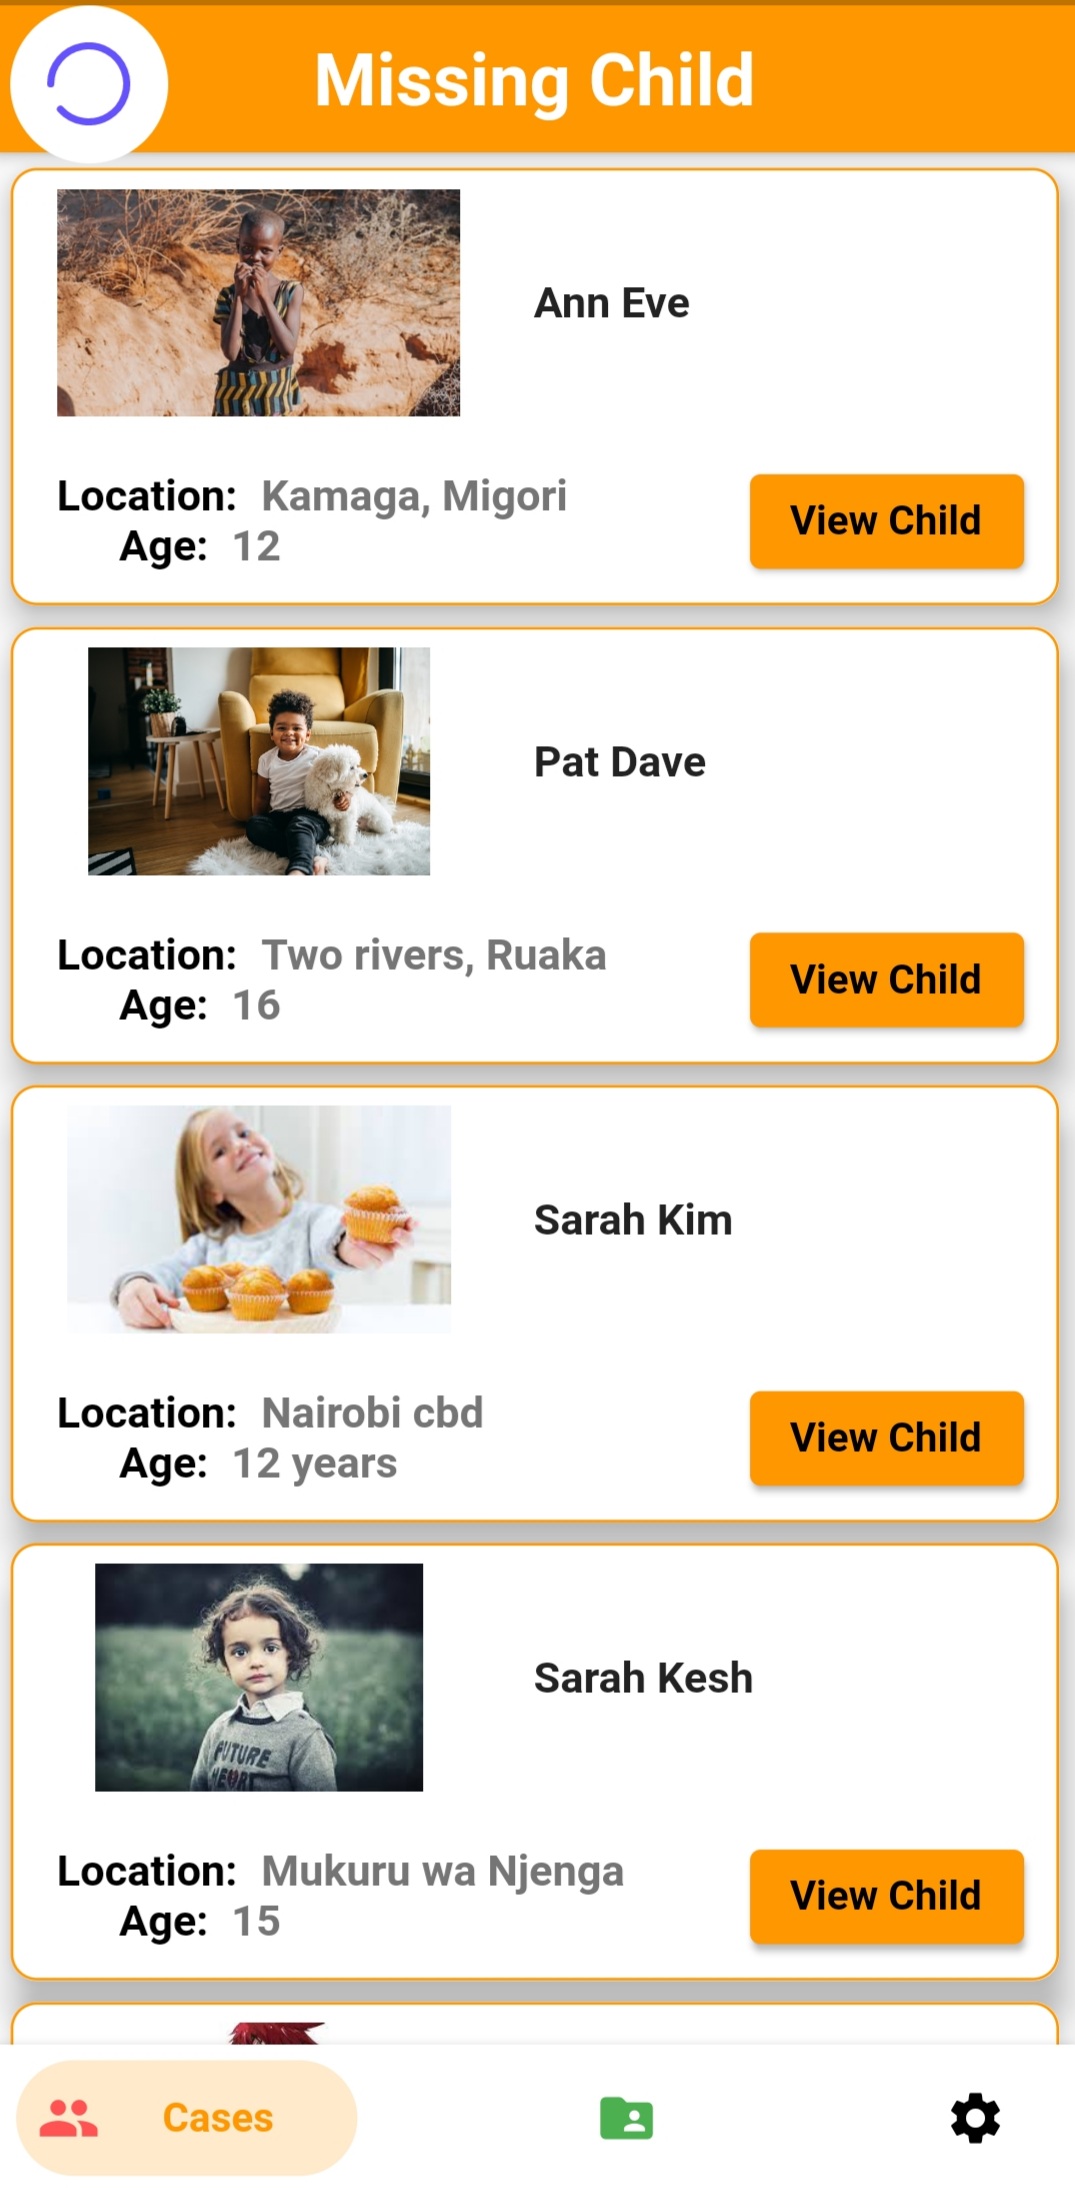 Missing Child
Ann Eve
Location: Kamaga, Migori
Age: 12
View Child
Pat Dave
Location: Two rivers, Ruaka
Age: 16
View Child
Sarah Kim
Location: Nairobi cbd
Age: 12 years
View Child
FUTURE
HEART
Sarah Kesh
Location: Mukuru wa Njenga
Age: 15
View Child
Cases